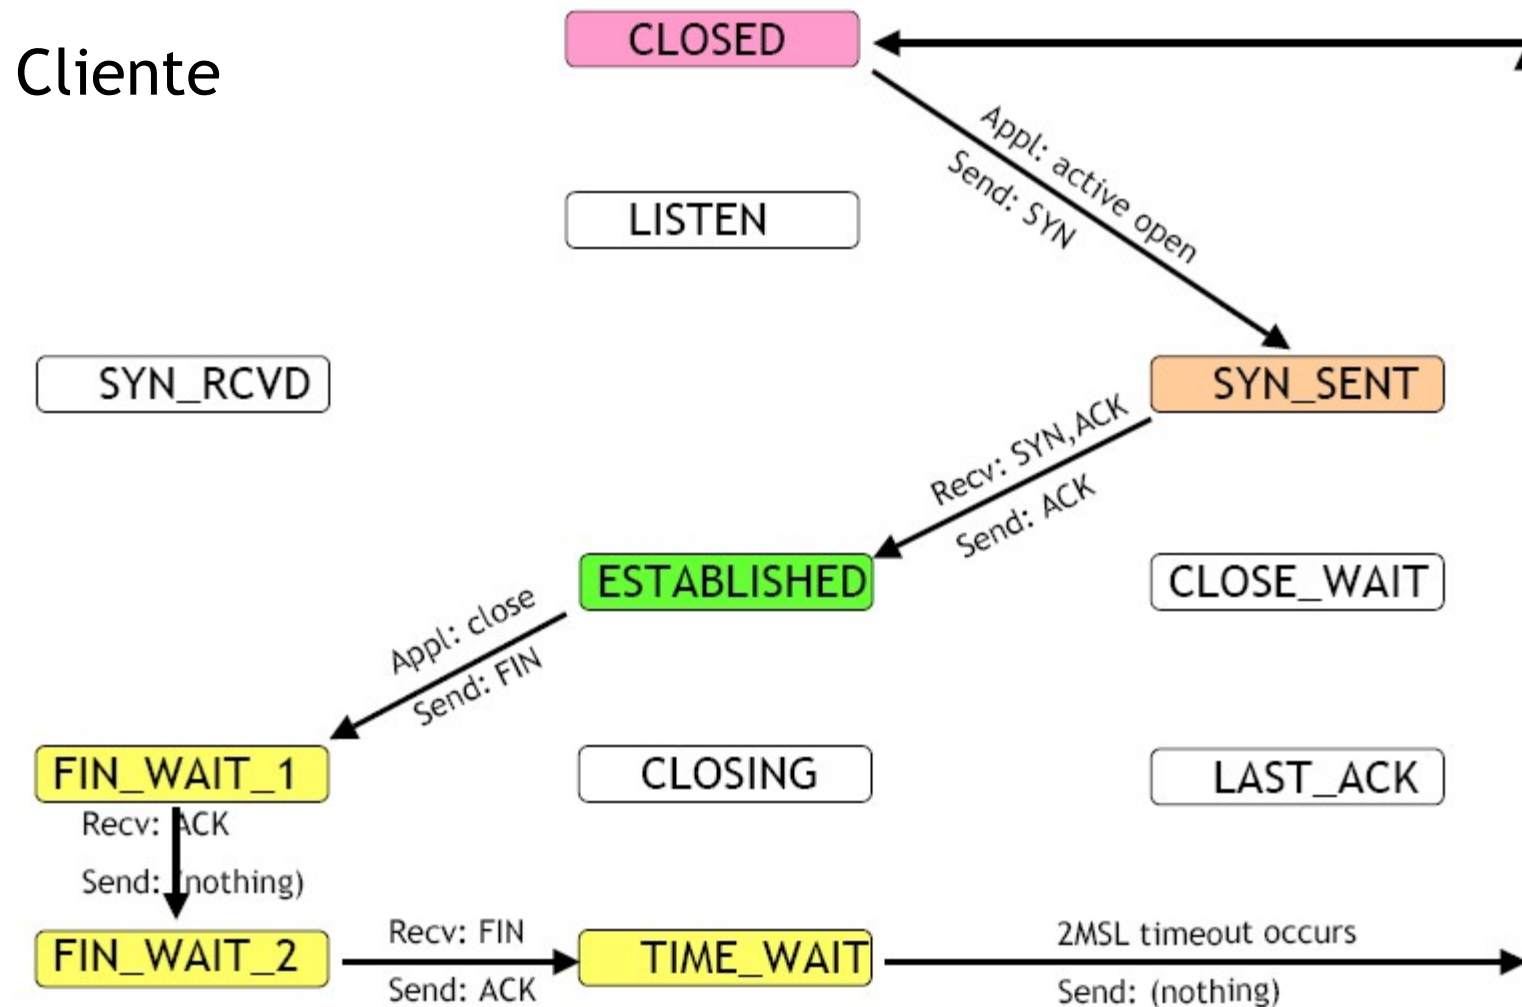 Cliente
CLOSED
Appl: active open
Send: SYN
LISTEN
SYN_RCVD
SYN_SENT
Recv: SYN,ACK
Send: ACK
ESTABLISHED
CLOSE_WAIT
Appl: close
Send: FIN
FIN_WAIT_1
CLOSING
LAST_ACK
Recv: ACK
Send: (nothing)
FIN_WAIT_2
Recv: FIN
Send: ACK
TIME_WAIT
2MSL timeout occurs
Send: (nothing)